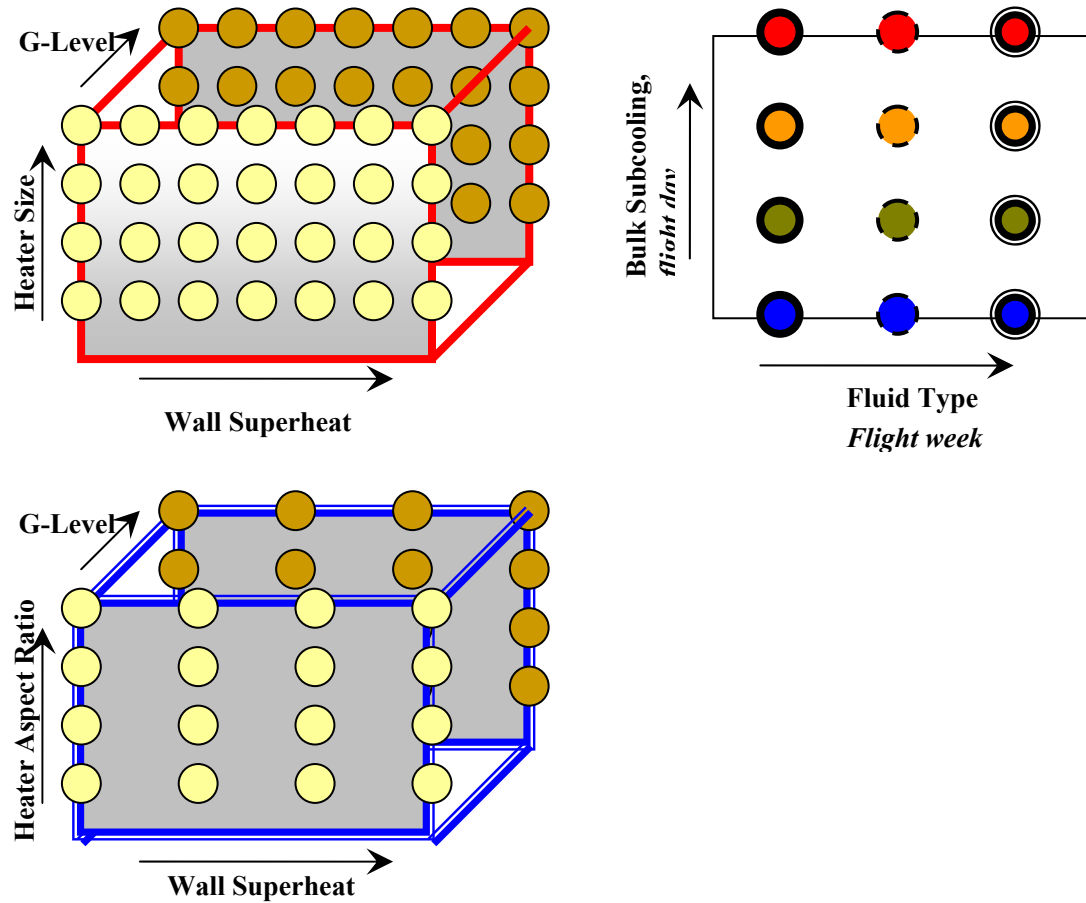 G-Level
Heater Size
Wall Superheat
Bulk Subcooling,
flight day
Fluid Type
Flight week
G-Level
Heater Aspect Ratio
Wall Superheat